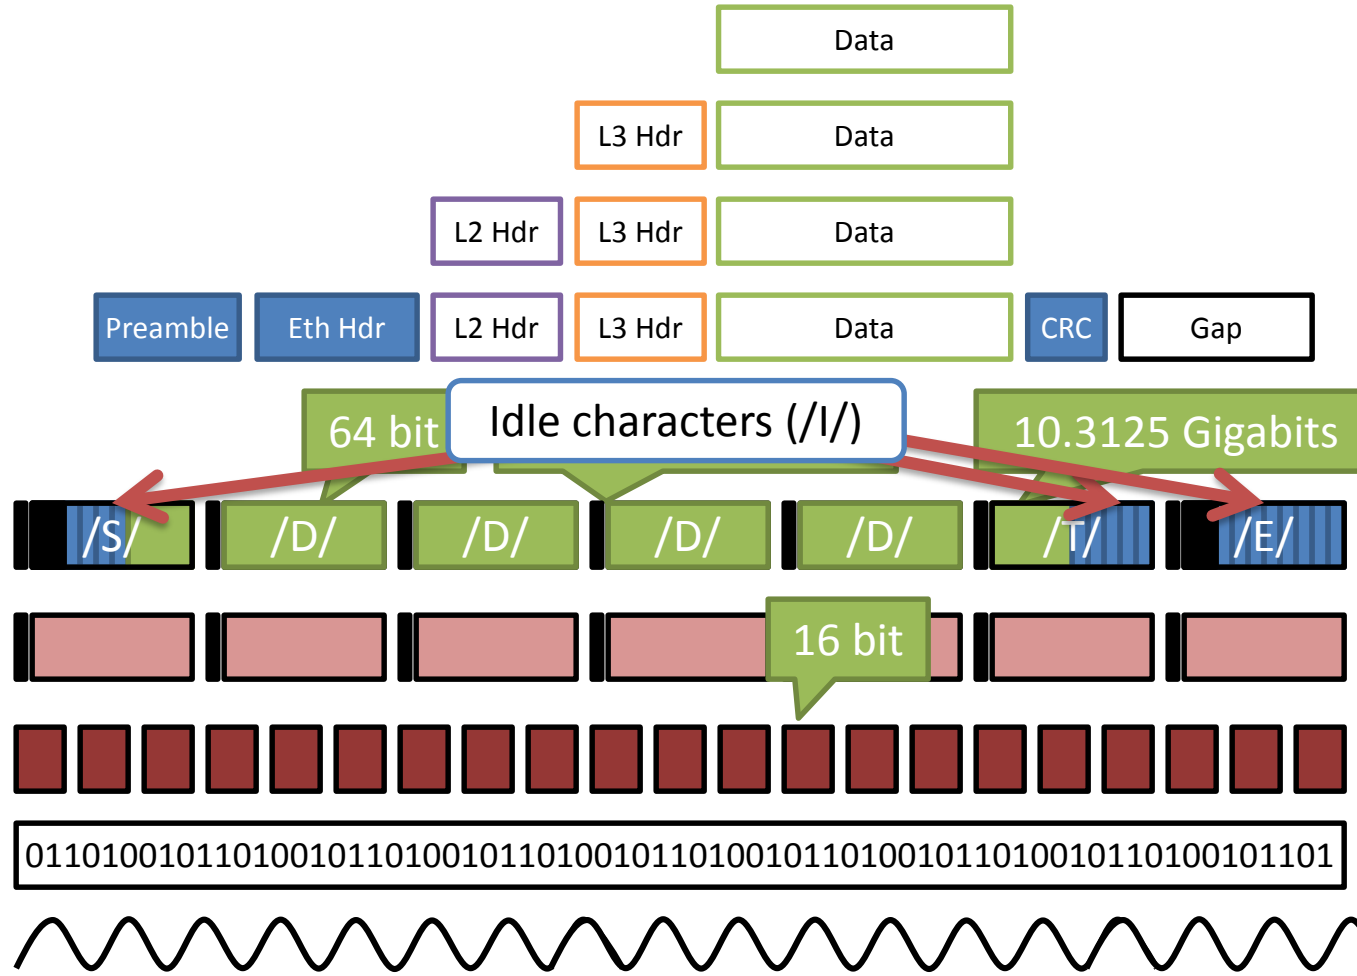 Data
L3 Hdr Data
L2 Hdr L3 Hdr Data
Preamble Eth Hdr L2 Hdr L3 Hdr Data CRC Gap
64 bit Idle characters (/I/) 10.3125 Gigabits
/S/ /D/ /D/ /D/ /D/ /T/ /E/
16 bit
011010010110100101101001011010010110100101101001011010010110100101101